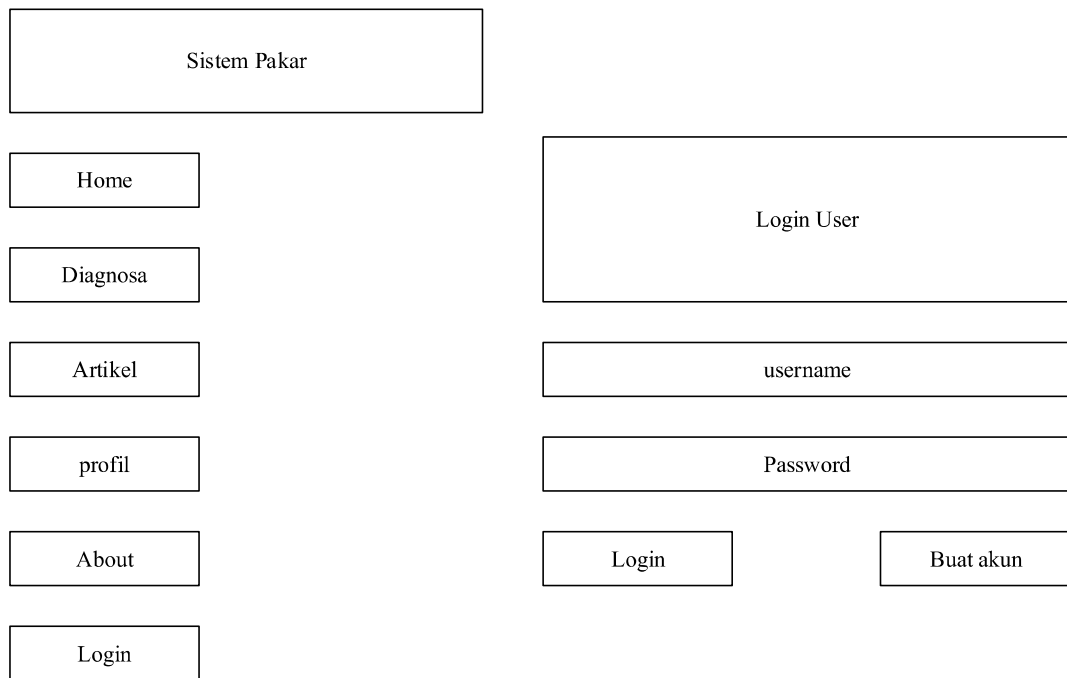 Sistem Pakar
Home
Diagnosa
Artikel
profil
About
Login
Login User
username
Password
Login
Buat akun